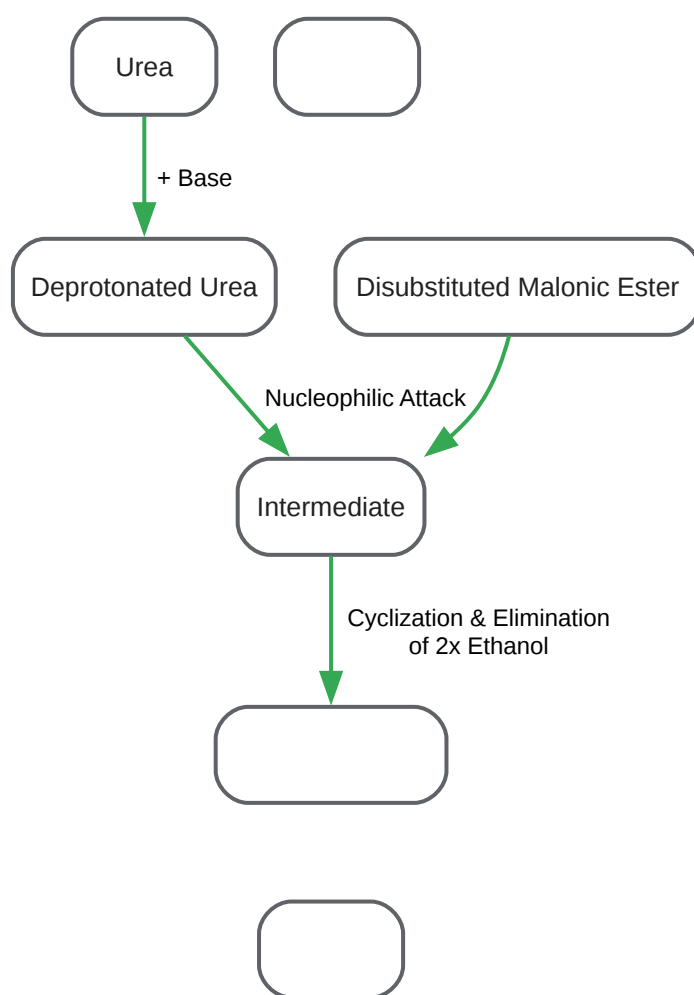 Urea
+ Base
Deprotonated Urea
Disubstituted Malonic Ester
Nucleophilic Attack
Intermediate
Cyclization & Elimination
of 2x Ethanol